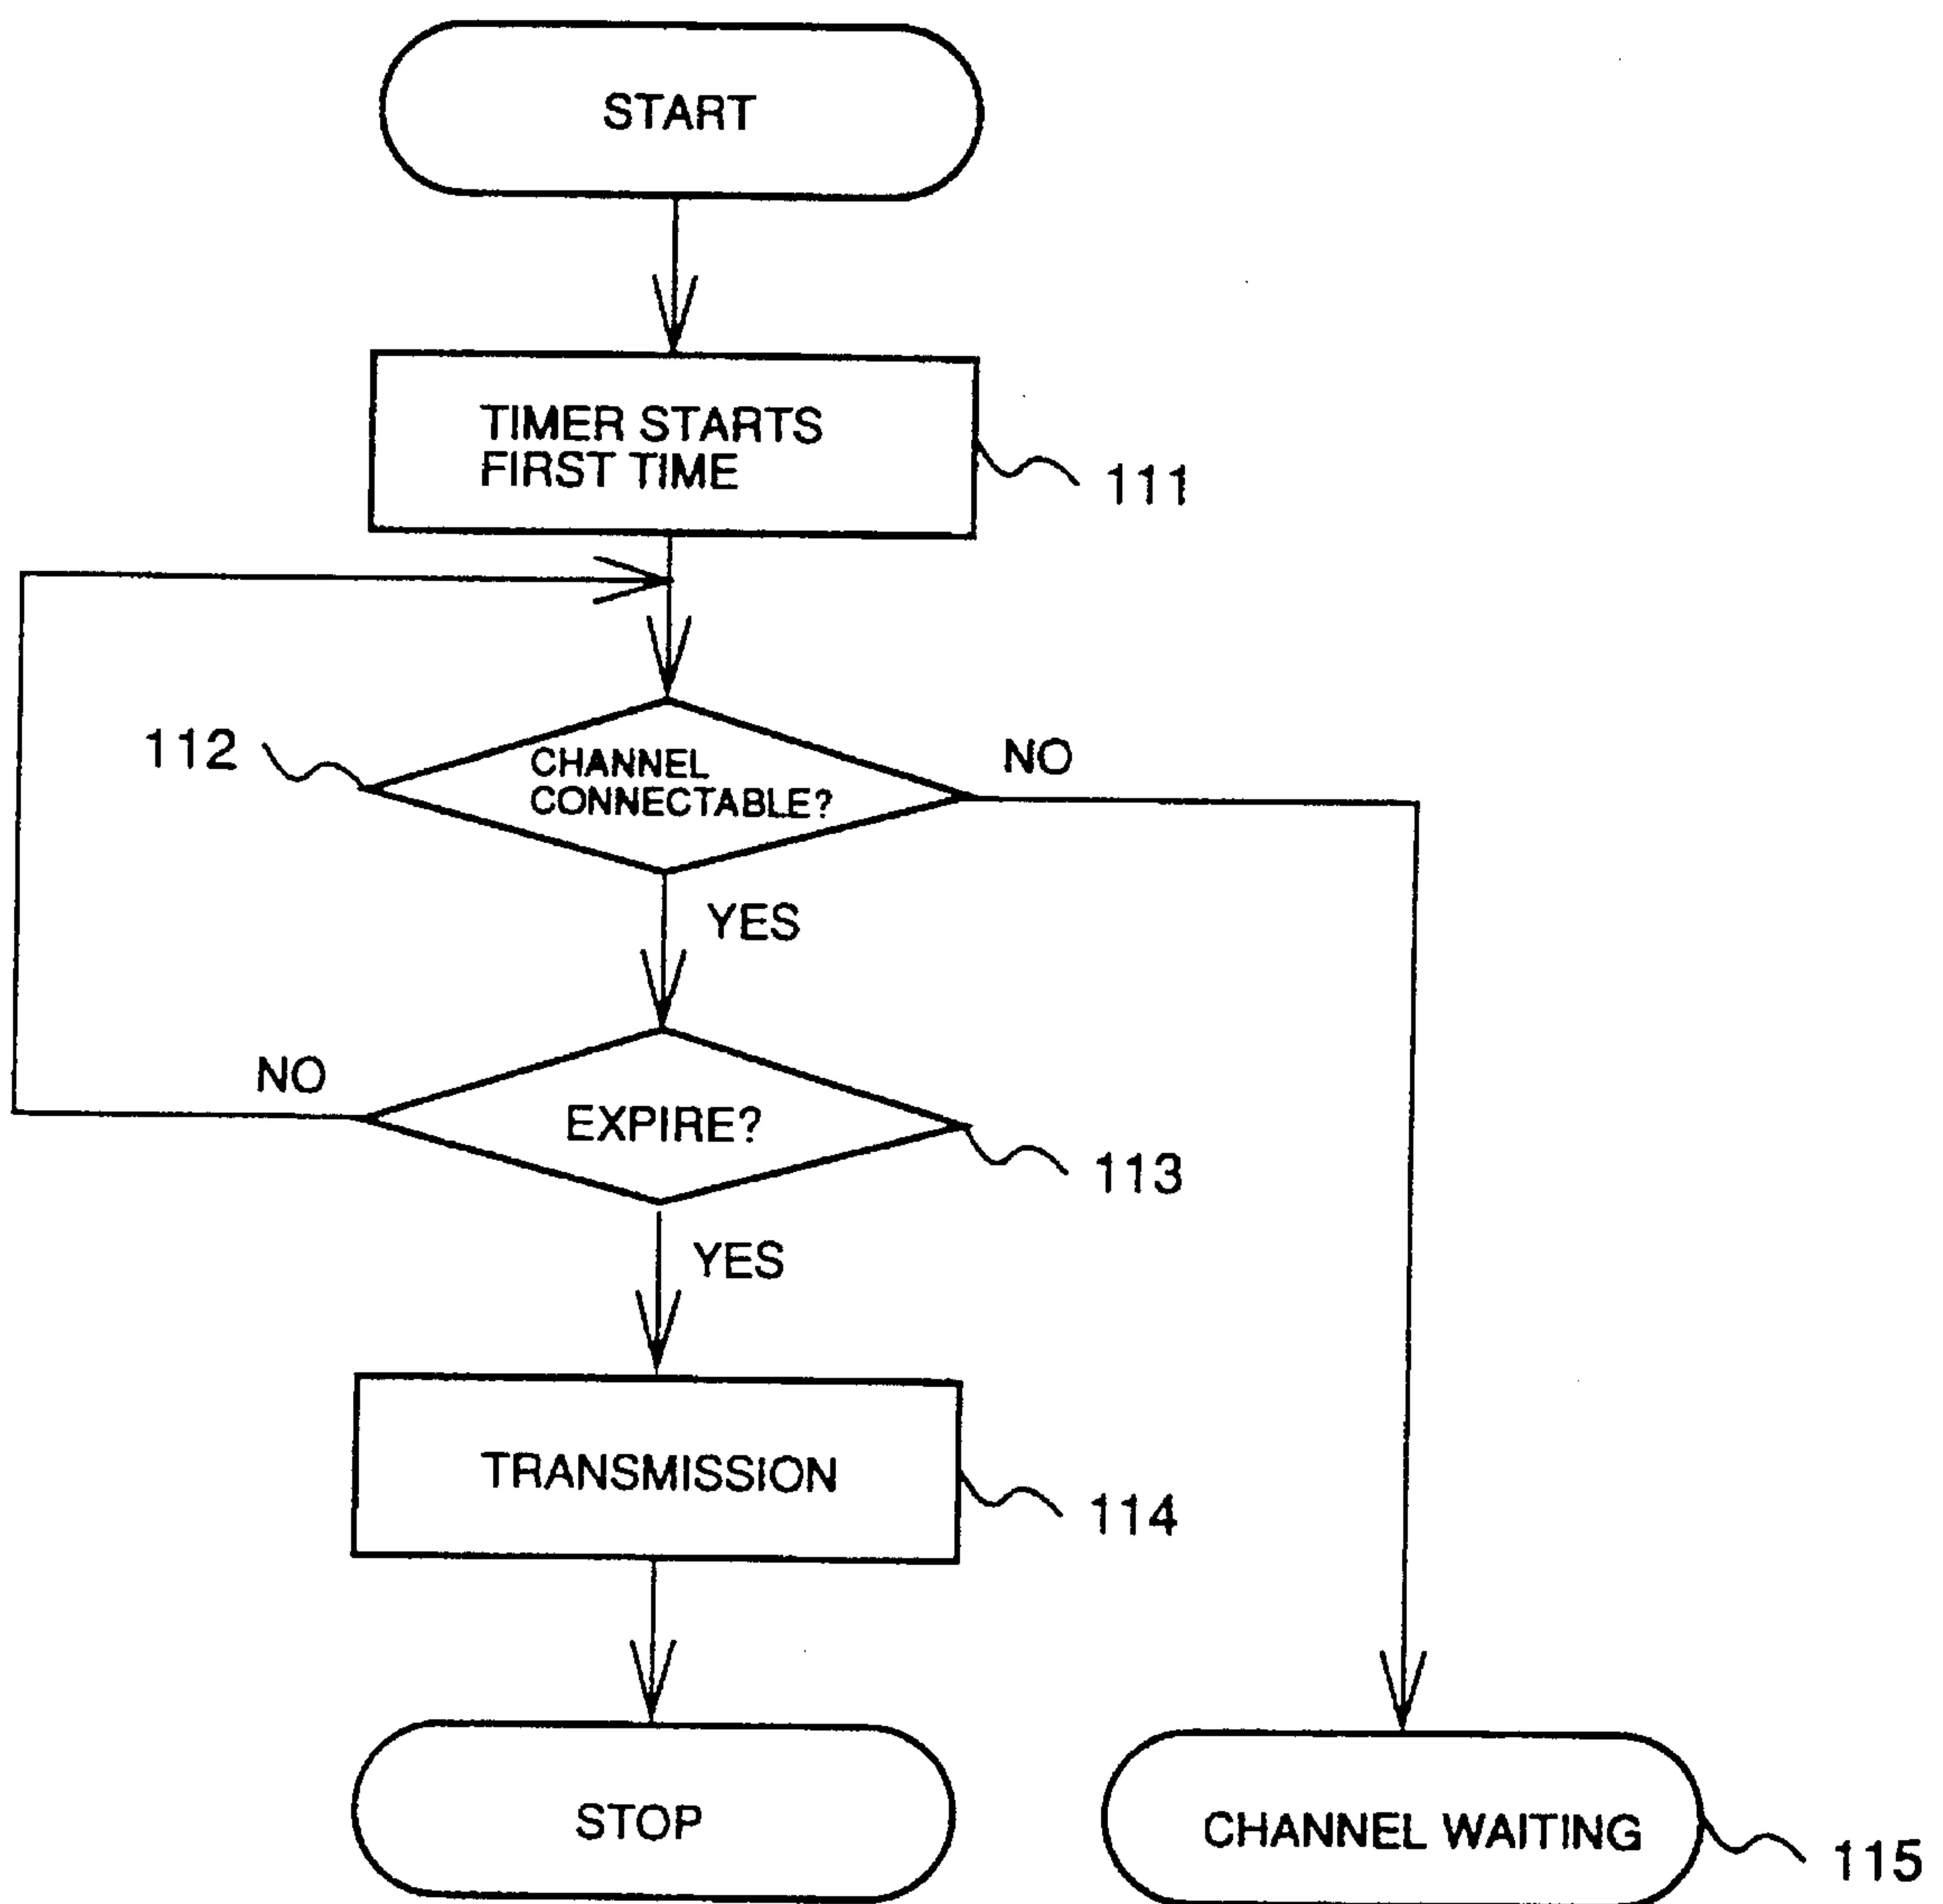 START
TIMER STARTS
FIRST TIME
111
112
CHANNEL
CONNECTABLE?
NO
YES
NO
EXPIRE?
113
YES
TRANSMISSION
114
STOP
CHANNEL WAITING
115